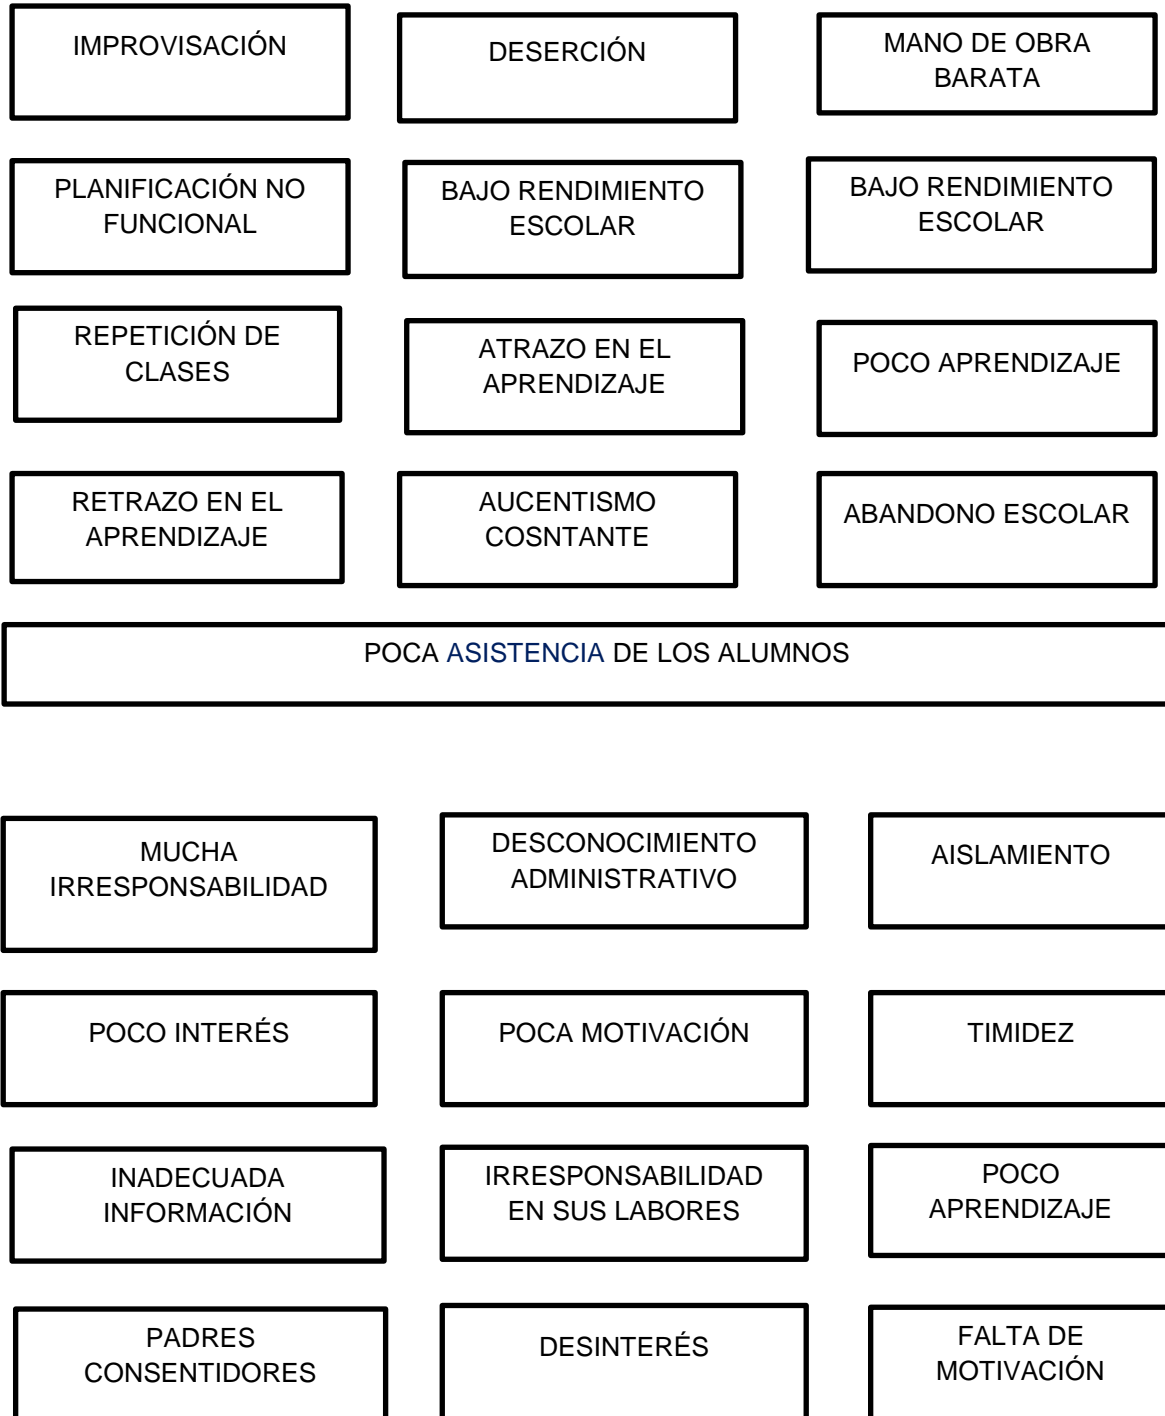 IMPROVISACIÓN
DESERCIÓN
MANO DE OBRA
BARATA
PLANIFICACIÓN NO
FUNCIONAL
BAJO RENDIMIENTO
ESCOLAR
BAJO RENDIMIENTO
ESCOLAR
REPETICIÓN DE
CLASES
ATRAZO EN EL
APRENDIZAJE
POCO APRENDIZAJE
RETRAZO EN EL
APRENDIZAJE
AUCENTISMO
COSNTANTE
ABANDONO ESCOLAR
POCA ASISTENCIA DE LOS ALUMNOS
MUCHA
IRRESPONSABILIDAD
DESCONOCIMIENTO
ADMINISTRATIVO
AISLAMIENTO
POCO INTERÉS
POCA MOTIVACIÓN
TIMIDEZ
INADECUADA
INFORMACIÓN
IRRESPONSABILIDAD
EN SUS LABORES
POCO
APRENDIZAJE
PADRES
CONSENTIDORES
DESINTERÉS
FALTA DE
MOTIVACIÓN